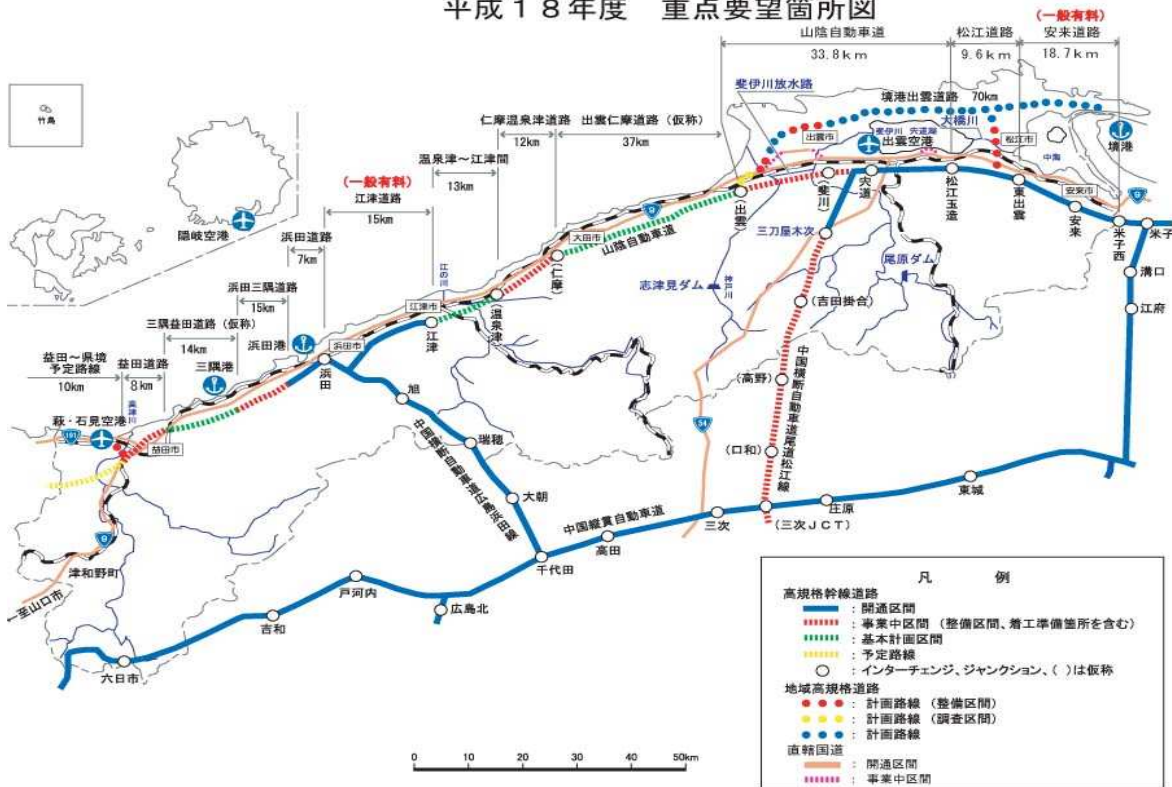 平成18年度 重点要望箇所図
(一般有料)
山陰自動車道
松江道路
安来道路
33.8km
9.6km
18.7km
斐伊川放水路
境港出雲道路 70km
大橋川
竹島
仁摩温泉津道路
出雲仁摩道路（仮称）
12km
37km
出雲市
斐伊川
宍道湖
松江市
出雲空港
境港
中海
温泉津～江津間
13km
(一般有料)
江津道路
15km
隠岐空港
浜田道路
7km
浜田三隅道路
15km
三隅益田道路（仮称）
14km
益田～県境
予定路線
10km
益田道路
8km
三隅港
浜田港
浜田市
江津市
江の川
大田市
9
山陰自動車道
(出雲)
(斐川)
宍道
松江玉造
東出雲
安来市
安来
9
米子西
米子
溝口
江府
三刀屋木次
尾原ダム
志津見ダム
神戸川
(仁摩)
(温泉津)
江津
浜田
(吉田掛合)
(高野)
(口和)
中国横断自動車道尾道松江線
54
旭
瑞穂
大朝
中国横断自動車道広島浜田線
萩・石見空港
191
益田市
9
津和野町
至山口市
六日市
吉和
戸河内
広島北
千代田
高田
中国縦貫自動車道
三次
(三次JCT)
庄原
東城
凡 例
高規格幹線道路
：開通区間
：事業中区間 （整備区間、着工準備箇所を含む）
：基本計画区間
：予定路線
：インターチェンジ、ジャンクション、( )は仮称
地域高規格道路
：計画路線 （整備区間）
：計画路線 （調査区間）
：計画路線
直轄国道
：開通区間
：事業中区間
0 10 20 30 40 50km